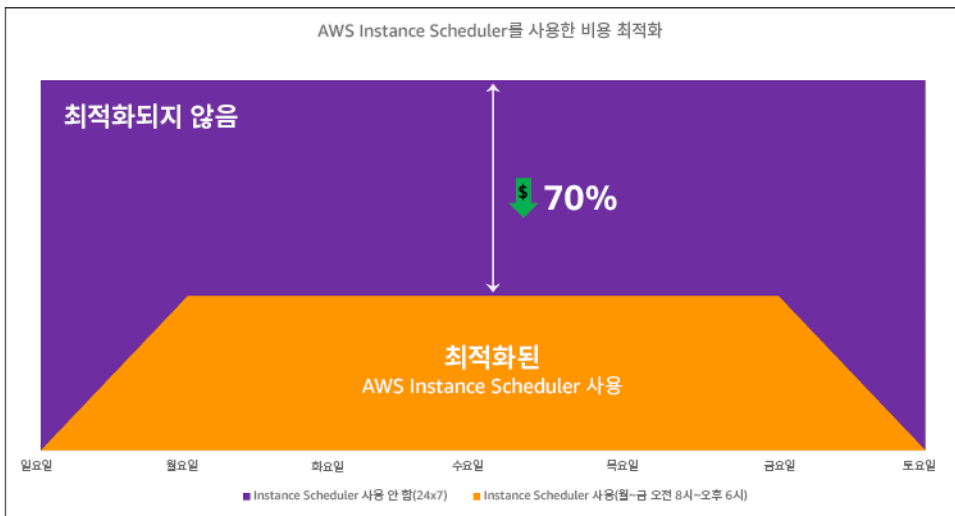 AWS Instance Scheduler를 사용한 비용 최적화
최적화되지 않음
$ 70%
최적화된
AWS Instance Scheduler 사용
일요일 월요일 화요일 수요일 목요일 금요일 토요일
Instance Scheduler 사용 안 함(24x7) Instance Scheduler 사용(월~금 오전 8시~오후 6시)